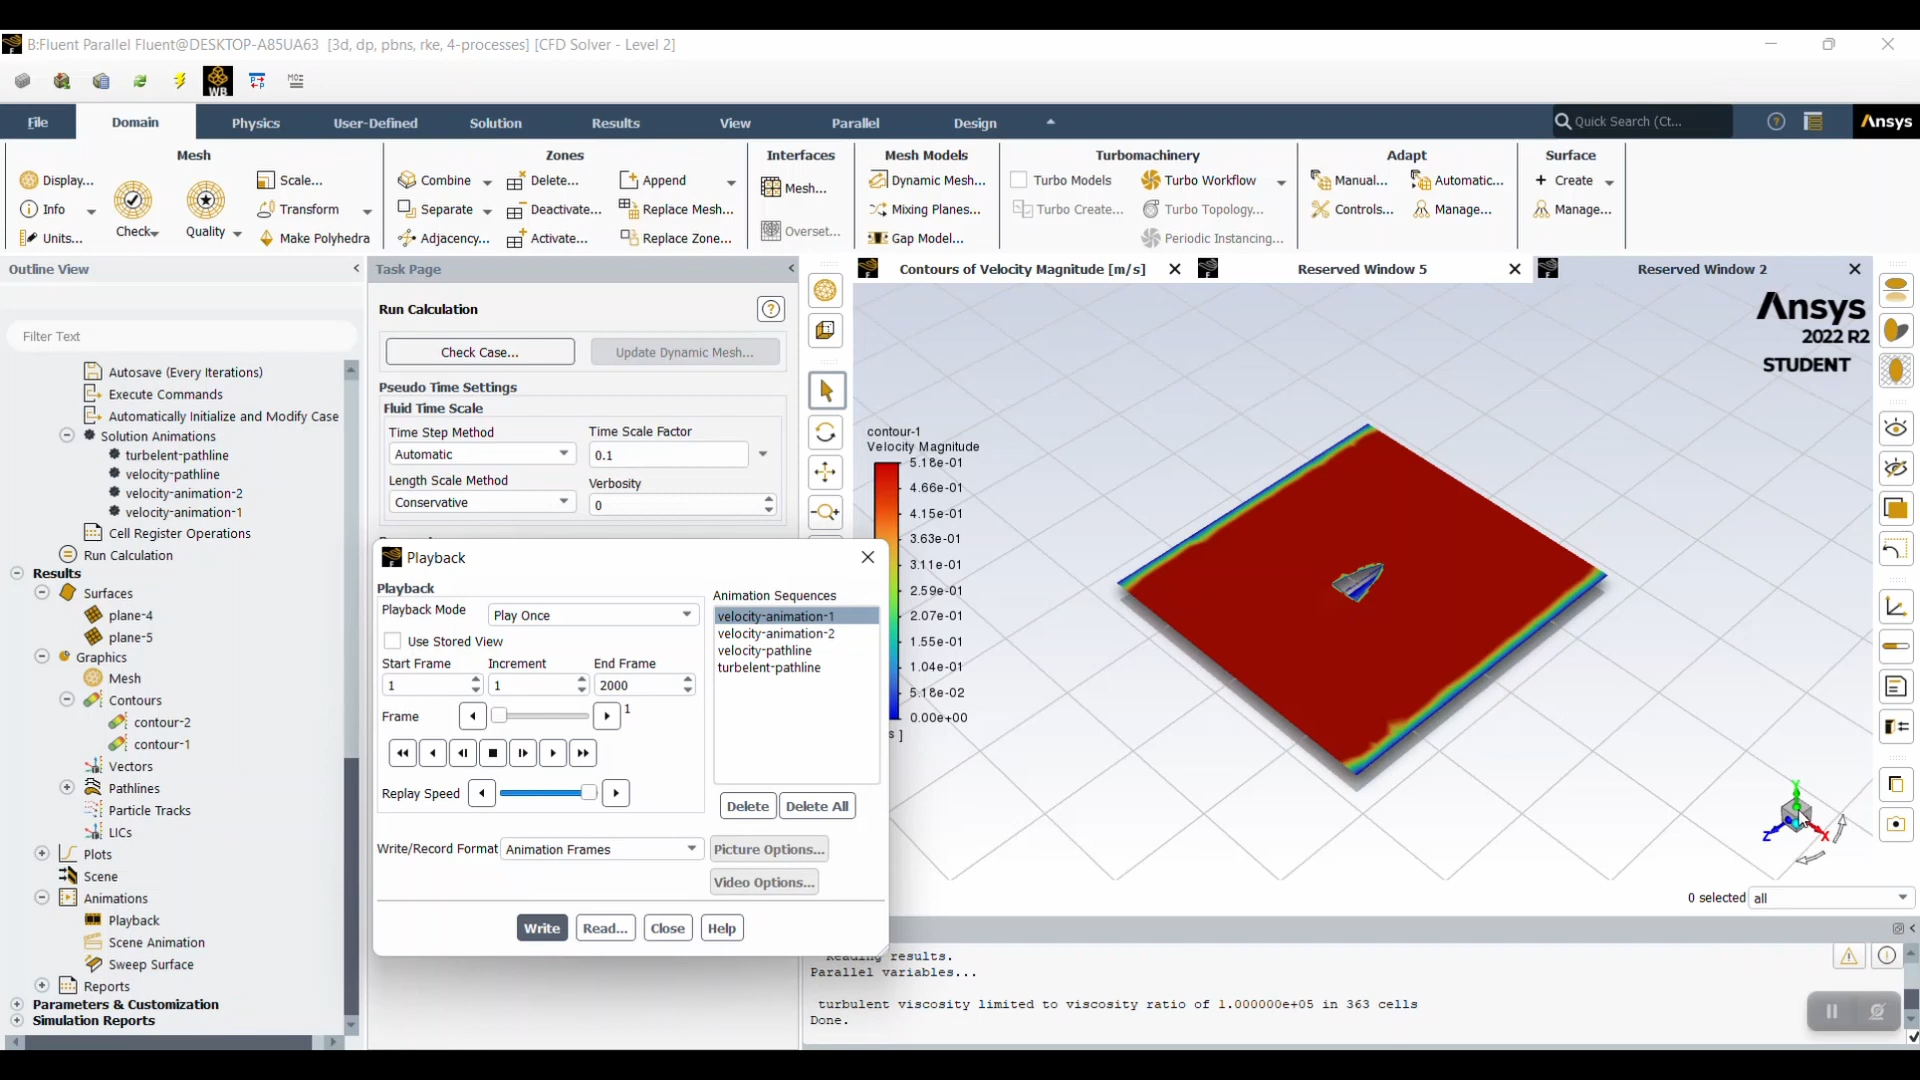 B:Fluent Parallel Fluent@DESKTOP-A85UA63 [3d, dp, pbns, rke, 4-processes] [CFD Solver - Level 2]
WB
File
Domain
Physics
User-Defined
Solution
Results
View
Parallel
Design
Quick Search (Ct...
Ansys
Mesh
Display...
Info
Units...
Check
Quality
Scale...
Transform
Make Polyhedra
Zones
Combine
Separate
Adjacency...
Delete...
Deactivate...
Activate...
Append
Replace Mesh...
Replace Zone...
Interfaces
Mesh...
Overset...
Mesh Models
Dynamic Mesh...
Mixing Planes...
Gap Model...
Turbomachinery
Turbo Models
Turbo Create...
Turbo Workflow
Turbo Topology...
Periodic Instancing...
Adapt
Manual...
Controls...
Automatic...
Manage...
Surface
+ Create
Manage...
Outline View
Filter Text
Autosave (Every Iterations)
Execute Commands
Automatically Initialize and Modify Case
Solution Animations
turbelent-pathline
velocity-pathline
velocity-animation-2
velocity-animation-1
Cell Register Operations
Run Calculation
Results
Surfaces
plane-4
plane-5
Graphics
Mesh
Contours
contour-2
contour-1
Vectors
Pathlines
Particle Tracks
LICs
Plots
Scene
Animations
Playback
Scene Animation
Sweep Surface
Reports
Parameters & Customization
Simulation Reports
Task Page
Run Calculation
Check Case...
Update Dynamic Mesh...
Pseudo Time Settings
Fluid Time Scale
Time Step Method
Time Scale Factor
Automatic
0.1
Length Scale Method
Verbosity
Conservative
0
Playback
Playback
Playback Mode
Play Once
Use Stored View
Start Frame
Increment
End Frame
1
1
2000
Frame
1
Replay Speed
Animation Sequences
velocity-animation-1
velocity-animation-2
velocity-pathline
turbelent-pathline
Delete
Delete All
Write/Record Format
Animation Frames
Picture Options...
Video Options...
Write
Read...
Close
Help
Contours of Velocity Magnitude [m/s]
Reserved Window 5
Reserved Window 2
Ansys
2022 R2
STUDENT
contour-1
Velocity Magnitude
5.18e-01
4.66e-01
4.15e-01
3.63e-01
3.11e-01
2.59e-01
2.07e-01
1.55e-01
1.04e-01
5.18e-02
0.00e+00
s ]
Y
Z
X
0 selected
all
Reading results.
Parallel variables...
turbulent viscosity limited to viscosity ratio of 1.000000e+05 in 363 cells
Done.